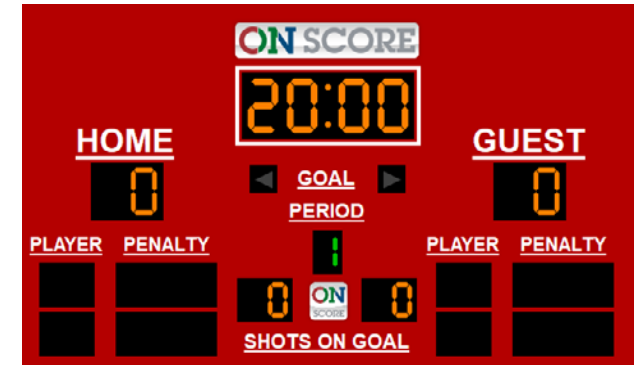 ON SCORE
20:00
HOME
GUEST
0
GOAL
0
PERIOD
PLAYER PENALTY
1
PLAYER PENALTY
0
ON
SCORE
0
SHOTS ON GOAL